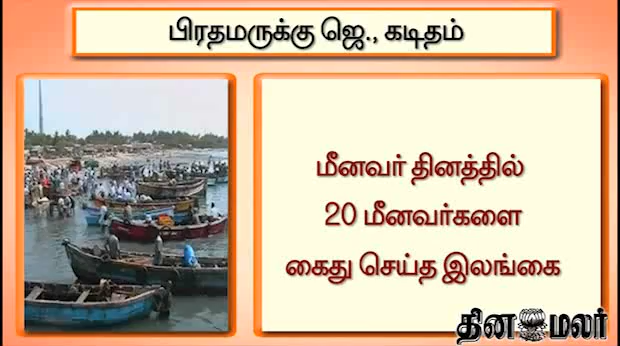 பிரதமருக்கு ஜெ., கடிதம்
மீனவர் தினத்தில்
20 மீனவர்களை
கைது செய்த இலங்கை
தினமலர்